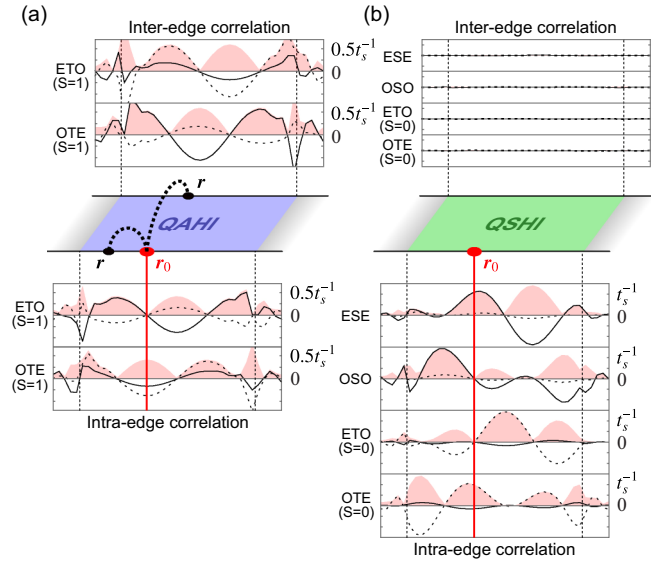 (a)
Inter-edge correlation
ETO
(S=1)
0.5t_s^{-1}
0
OTE
(S=1)
0.5t_s^{-1}
0
r
QAHI
r
r_0
ETO
(S=1)
0.5t_s^{-1}
0
OTE
(S=1)
0.5t_s^{-1}
0
Intra-edge correlation
(b)
Inter-edge correlation
ESE
OSO
ETO
(S=0)
OTE
(S=0)
QSHI
r_0
ESE
t_s^{-1}
0
OSO
t_s^{-1}
0
ETO
(S=0)
t_s^{-1}
0
OTE
(S=0)
t_s^{-1}
0
Intra-edge correlation